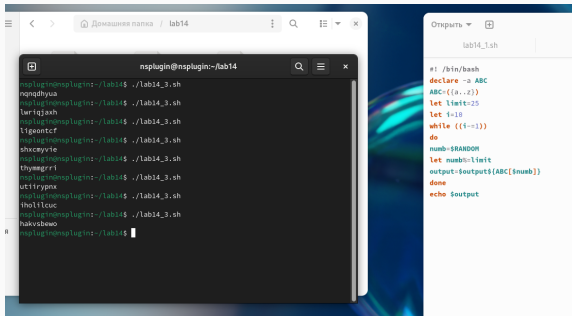 Домашняя папка / lab14
nsplugin@nsplugin:~/lab14
nsplugin@nsplugin:~/lab14$ ./lab14_3.sh
nqnqdhyua
nsplugin@nsplugin:~/lab14$ ./lab14_3.sh
lwriqjaxh
nsplugin@nsplugin:~/lab14$ ./lab14_3.sh
ligeontcf
nsplugin@nsplugin:~/lab14$ ./lab14_3.sh
shxcmyvie
nsplugin@nsplugin:~/lab14$ ./lab14_3.sh
thymmgrri
nsplugin@nsplugin:~/lab14$ ./lab14_3.sh
utiirypnx
nsplugin@nsplugin:~/lab14$ ./lab14_3.sh
iholilcuc
nsplugin@nsplugin:~/lab14$ ./lab14_3.sh
hakvsbewo
nsplugin@nsplugin:~/lab14$
Открыть
lab14_1.sh
#! /bin/bash
declare -a ABC
ABC=({a..z})
let limit=25
let i=10
while ((i-=1))
do
numb=$RANDOM
let numb%=limit
output=$output${ABC[$numb]}
done
echo $output